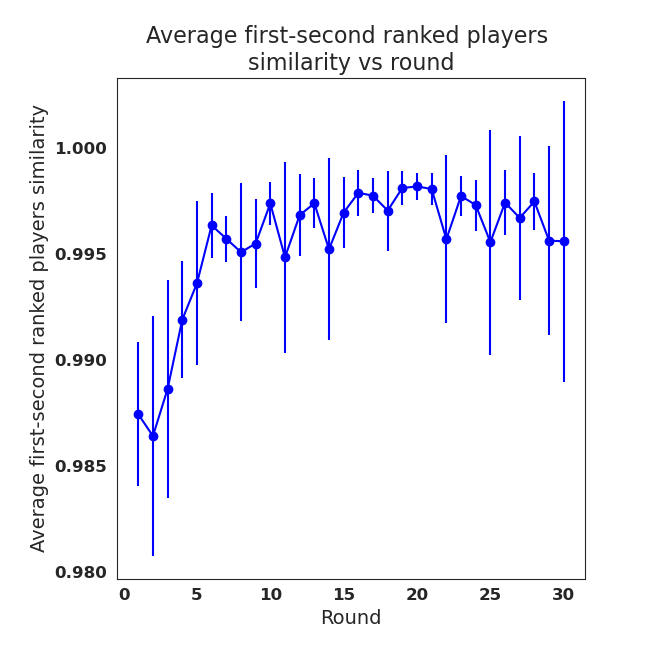 Average first-second ranked players
similarity vs round
Average first-second ranked players similarity
1.000
0.995
0.990
0.985
0.980
0 5 10 15 20 25 30
Round